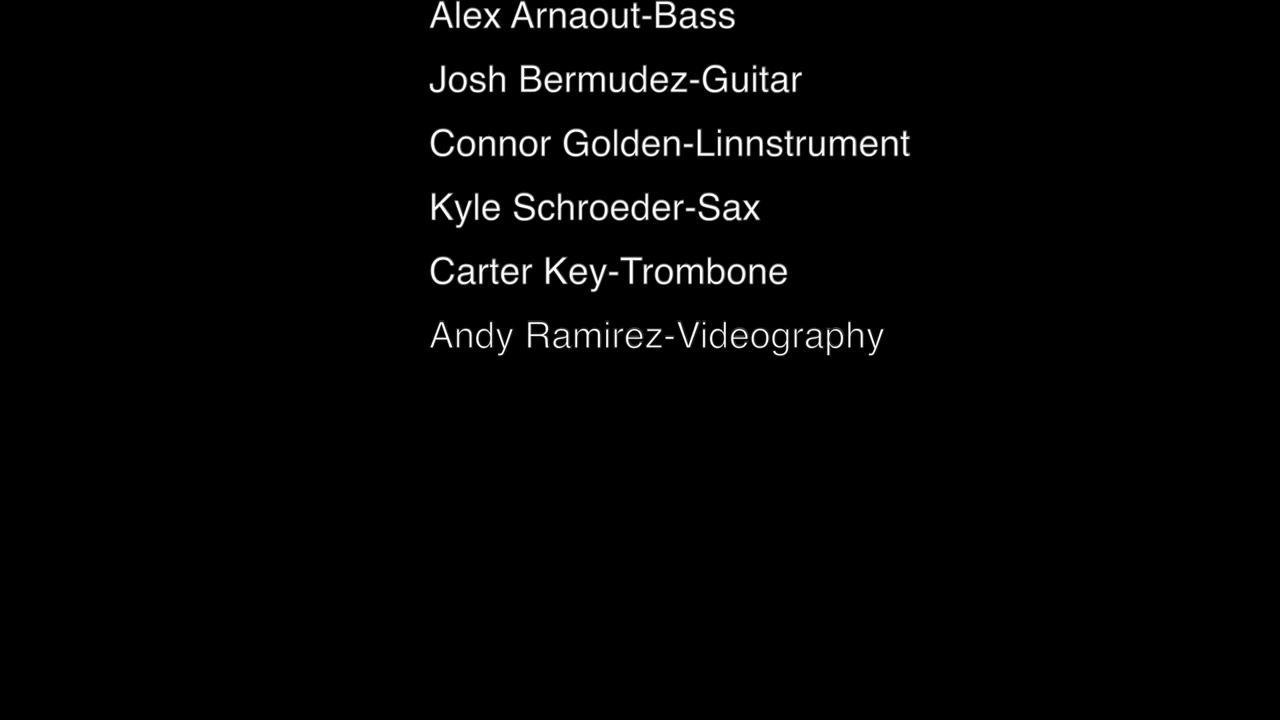 Alex Arnaout-Bass
Josh Bermudez-Guitar
Connor Golden-Linnstrument
Kyle Schroeder-Sax
Carter Key-Trombone
Andy Ramirez-Videography